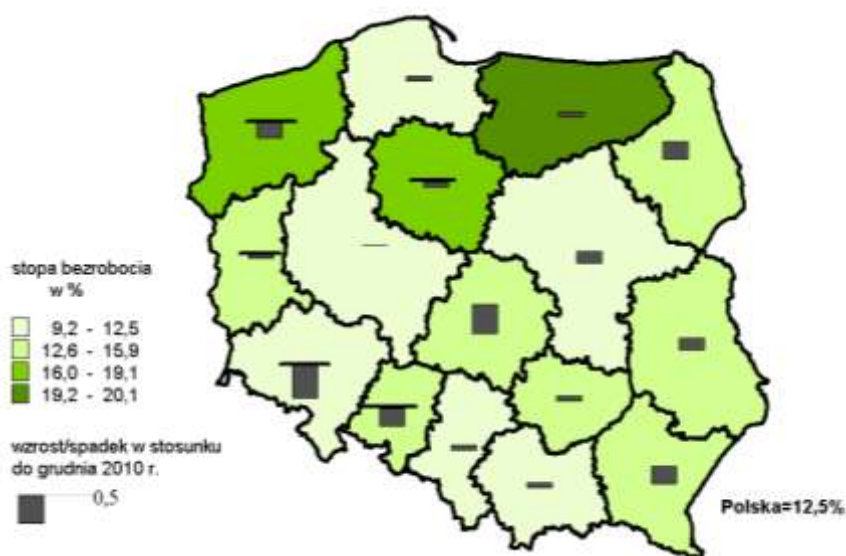 stopa bezrobocia
w %
9,2 - 12,5
12,6 - 15,9
16,0 - 19,1
19,2 - 20,1
wzrost/spadek w stosunku
do grudnia 2010 r.
0,5
Polska=12,5%